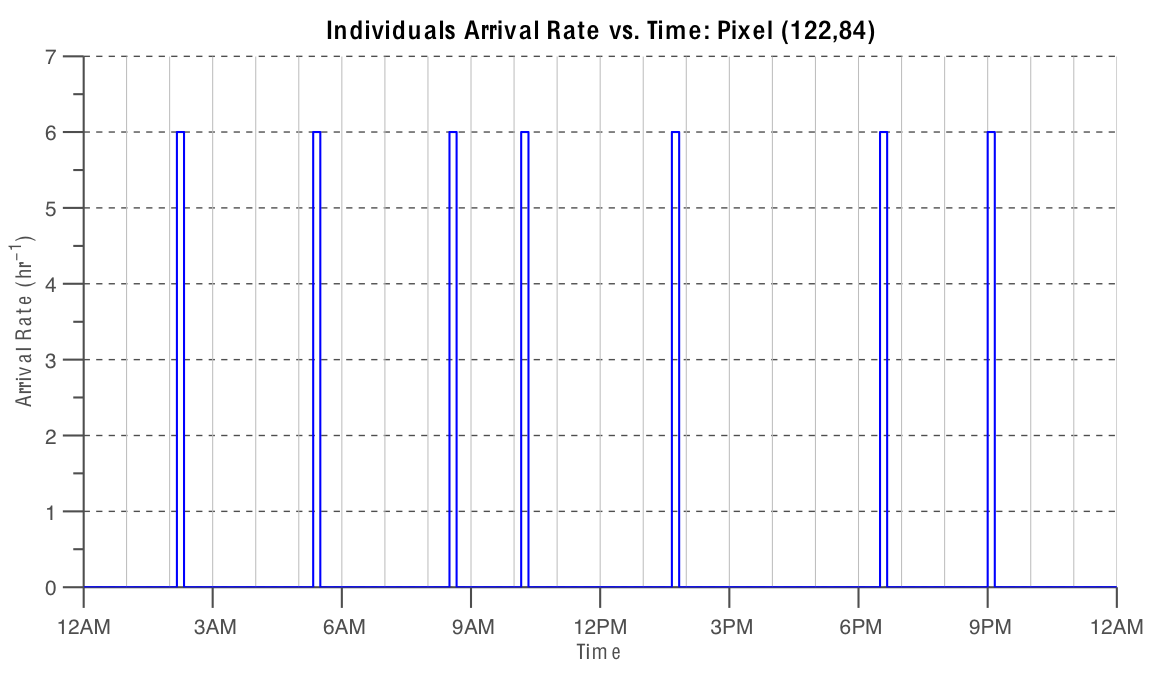 Individuals Arrival Rate vs. Time: Pixel (122,84)
7
6
5
4
3
2
1
0
Arrival Rate (hr⁻¹)
12AM 3AM 6AM 9AM 12PM 3PM 6PM 9PM 12AM
Time